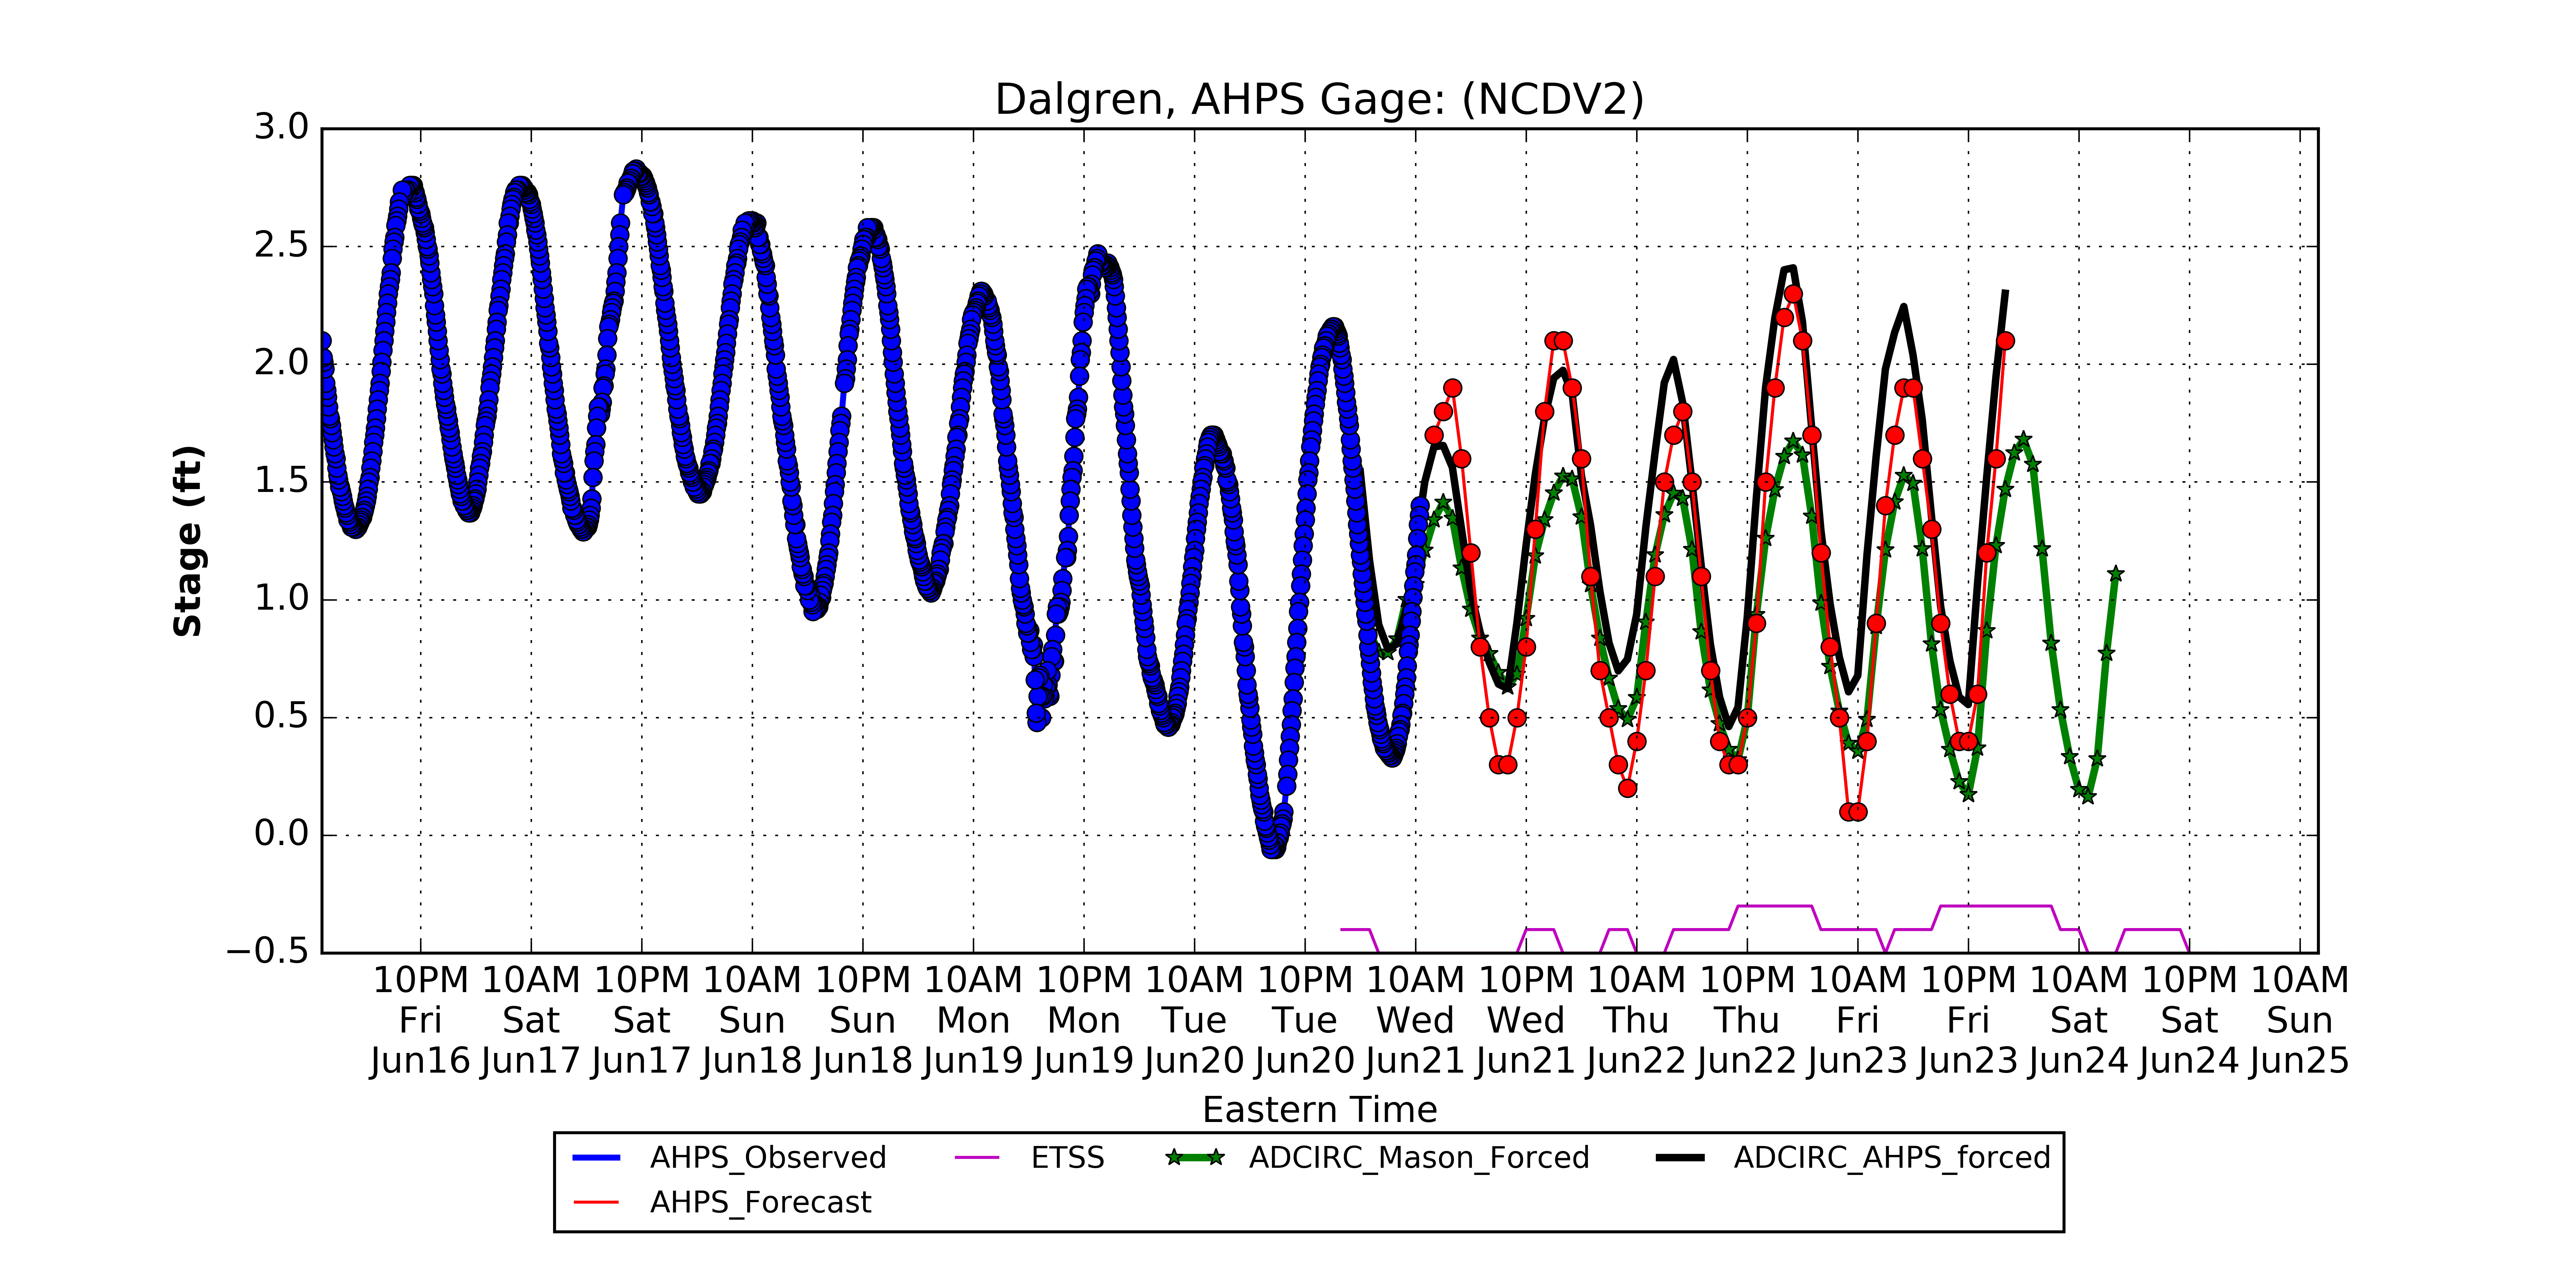 Dalgren, AHPS Gage: (NCDV2)
3.0
2.5
2.0
1.5
1.0
0.5
0.0
−0.5
Stage (ft)
10PM 10AM 10PM 10AM 10PM 10AM 10PM 10AM 10PM 10AM 10PM 10AM 10PM 10AM 10PM 10AM 10PM 10AM
Fri Sat Sat Sun Sun Mon Mon Tue Tue Wed Wed Thu Thu Fri Fri Sat Sat Sun
Jun16 Jun17 Jun17 Jun18 Jun18 Jun19 Jun19 Jun20 Jun20 Jun21 Jun21 Jun22 Jun22 Jun23 Jun23 Jun24 Jun24 Jun25
Eastern Time
AHPS_Observed ETSS ADCIRC_Mason_Forced ADCIRC_AHPS_forced
AHPS_Forecast